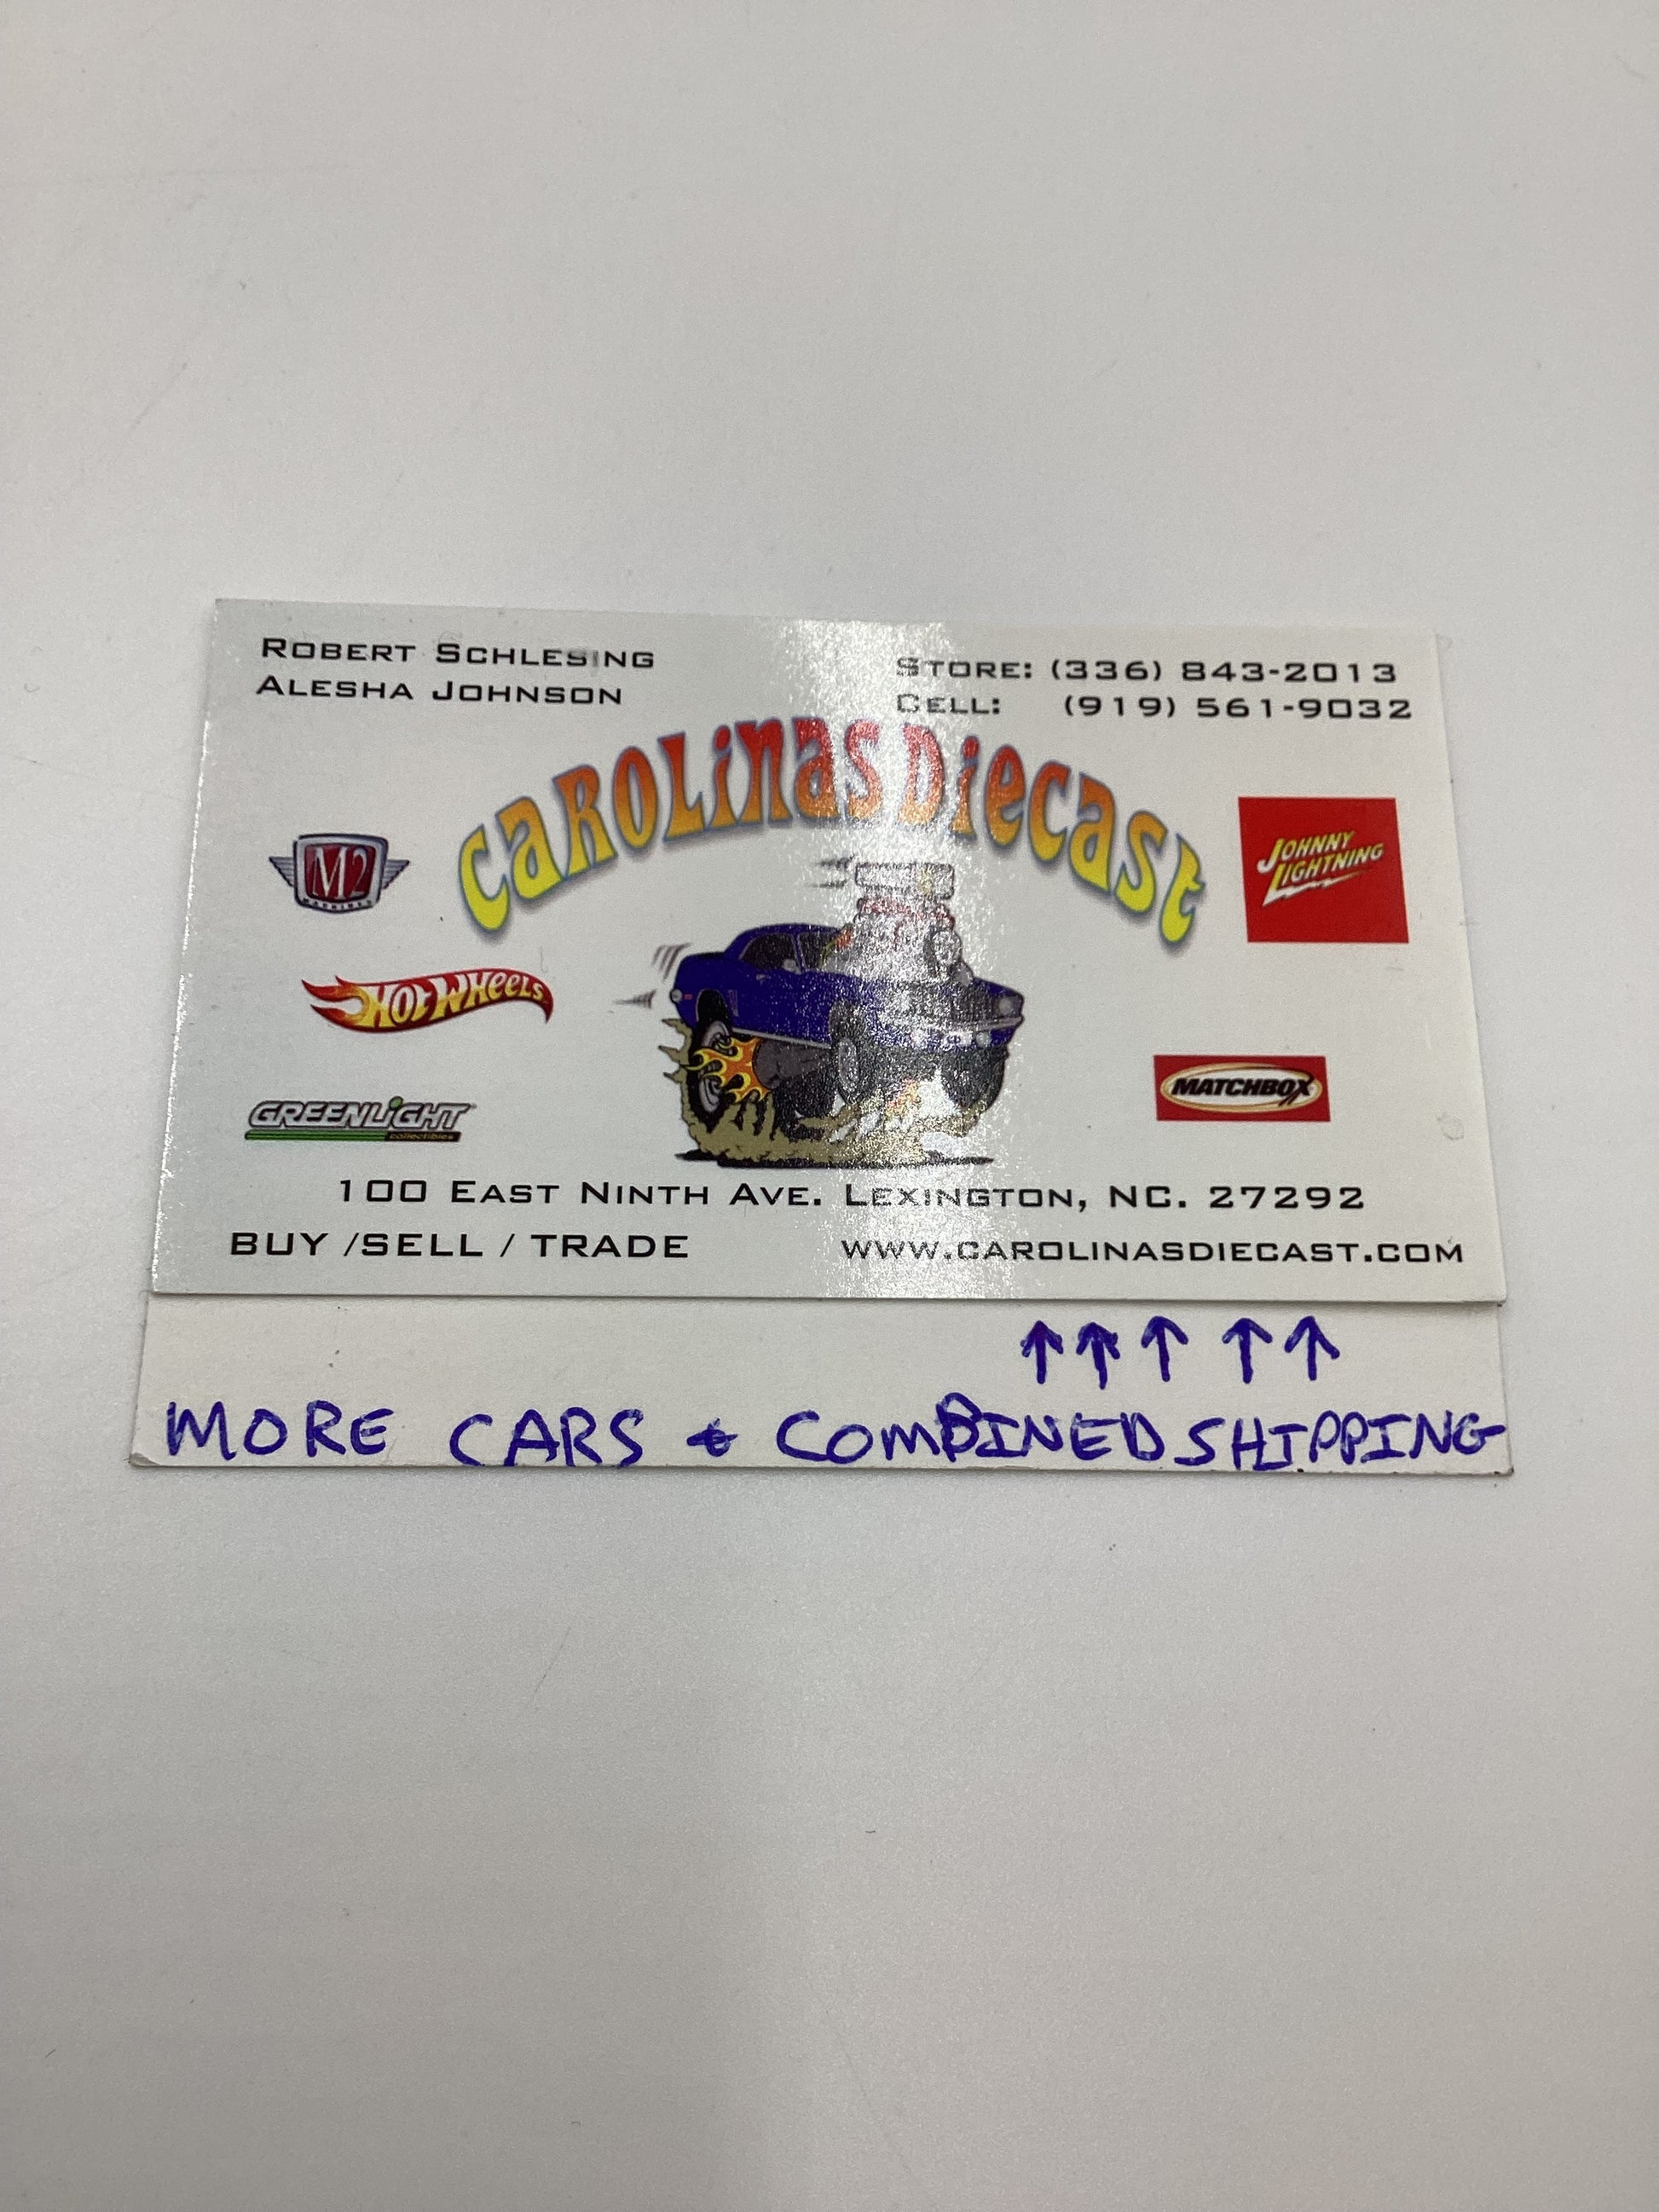 ROBERT SCHLESING
ALESHA JOHNSON
STORE: (336) 843-2013
CELL: (919) 561-9032
CAROLINAS DIECAST
M2
MACHINES
JOHNNY
LIGHTNING
HOT WHEELS
MATCHBOX
GREENLIGHT
collectibles
100 EAST NINTH AVE. LEXINGTON, NC. 27292
BUY /SELL / TRADE
WWW.CAROLINASDIECAST.COM
↑↑↑↑↑
MORE CARS & COMBINED SHIPPING